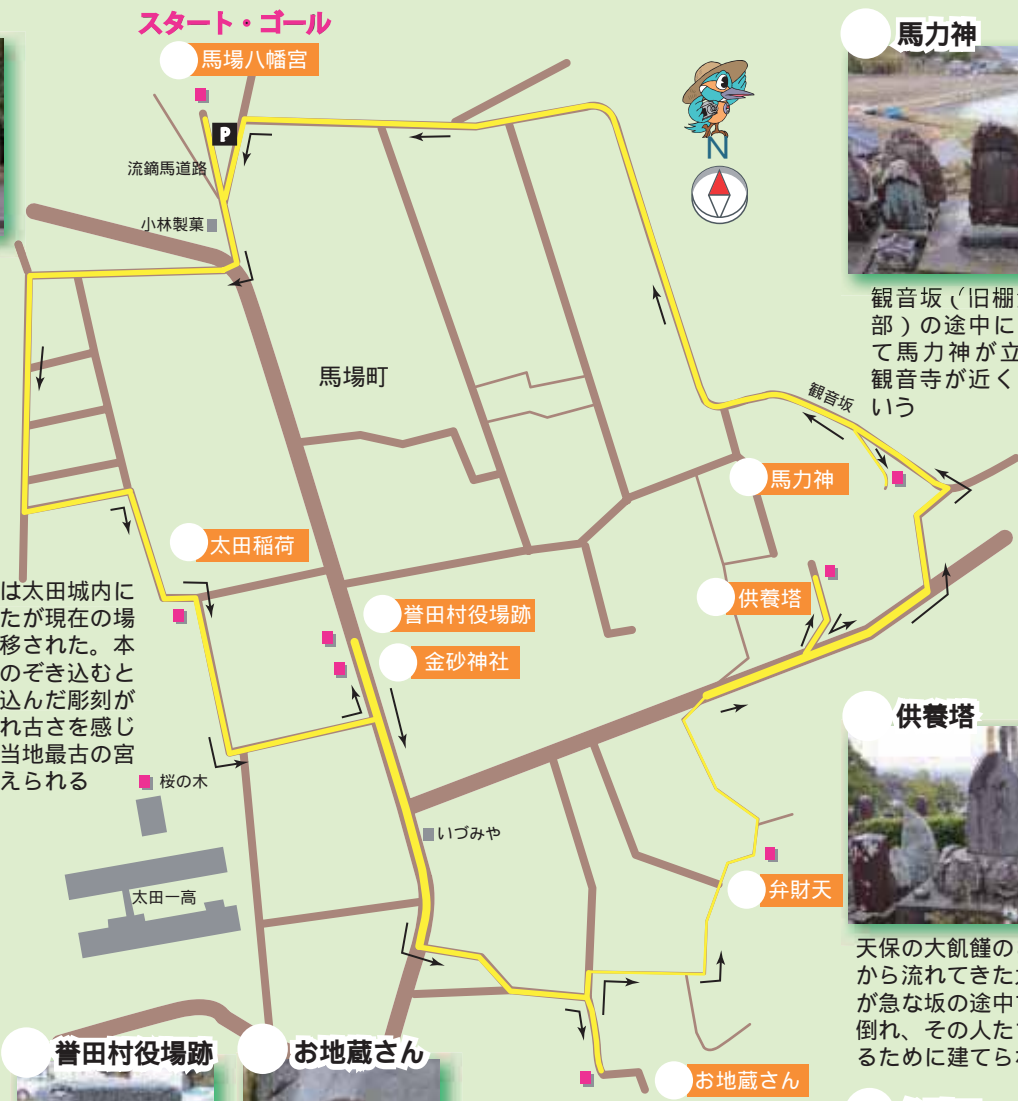 スタート・ゴール
馬場八幡宮
P
流鏑馬道路
小林製菓
N
馬場町
観音坂
馬力神
太田稲荷
供養塔
誉田村役場跡
金砂神社
桜の木
いづみや
太田一高
弁財天
お地蔵さん
は太田城内に
たが現在の場
移された。本
のぞき込むと
込んだ彫刻が
れ古さを感じ
当地最古の宮
えられる
馬力神
観音坂(旧棚
部)の途中に
て馬力神が立
観音寺が近く
いう
供養塔
天保の大飢饉の
から流れてきた
が急な坂の途中
倒れ、その人た
るために建てら
誉田村役場跡
お地蔵さん